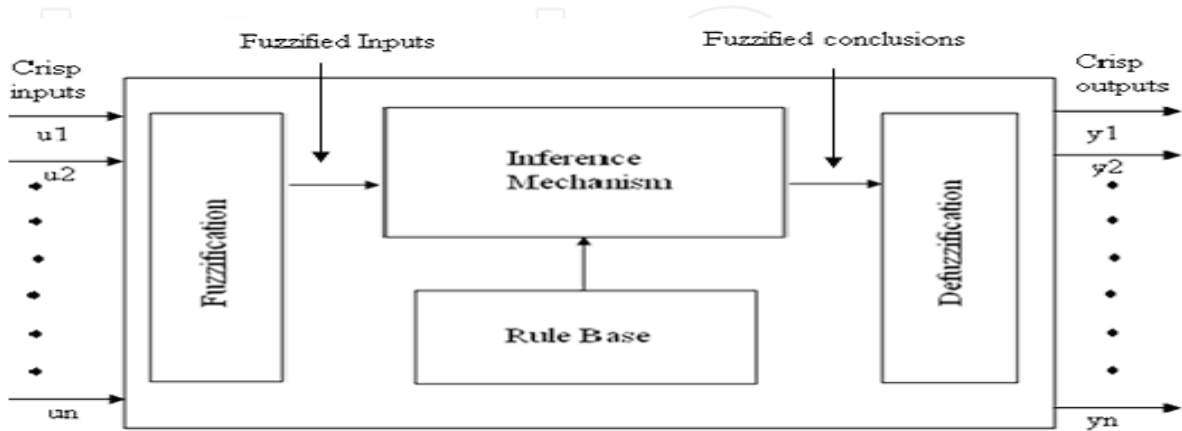 Fuzzified Inputs
Fuzzified conclusions
Crisp
inputs
Crisp
outputs
u1
u2
un
Fuzzification
Inference
Mechanism
Rule Base
Defuzzification
y1
y2
yn